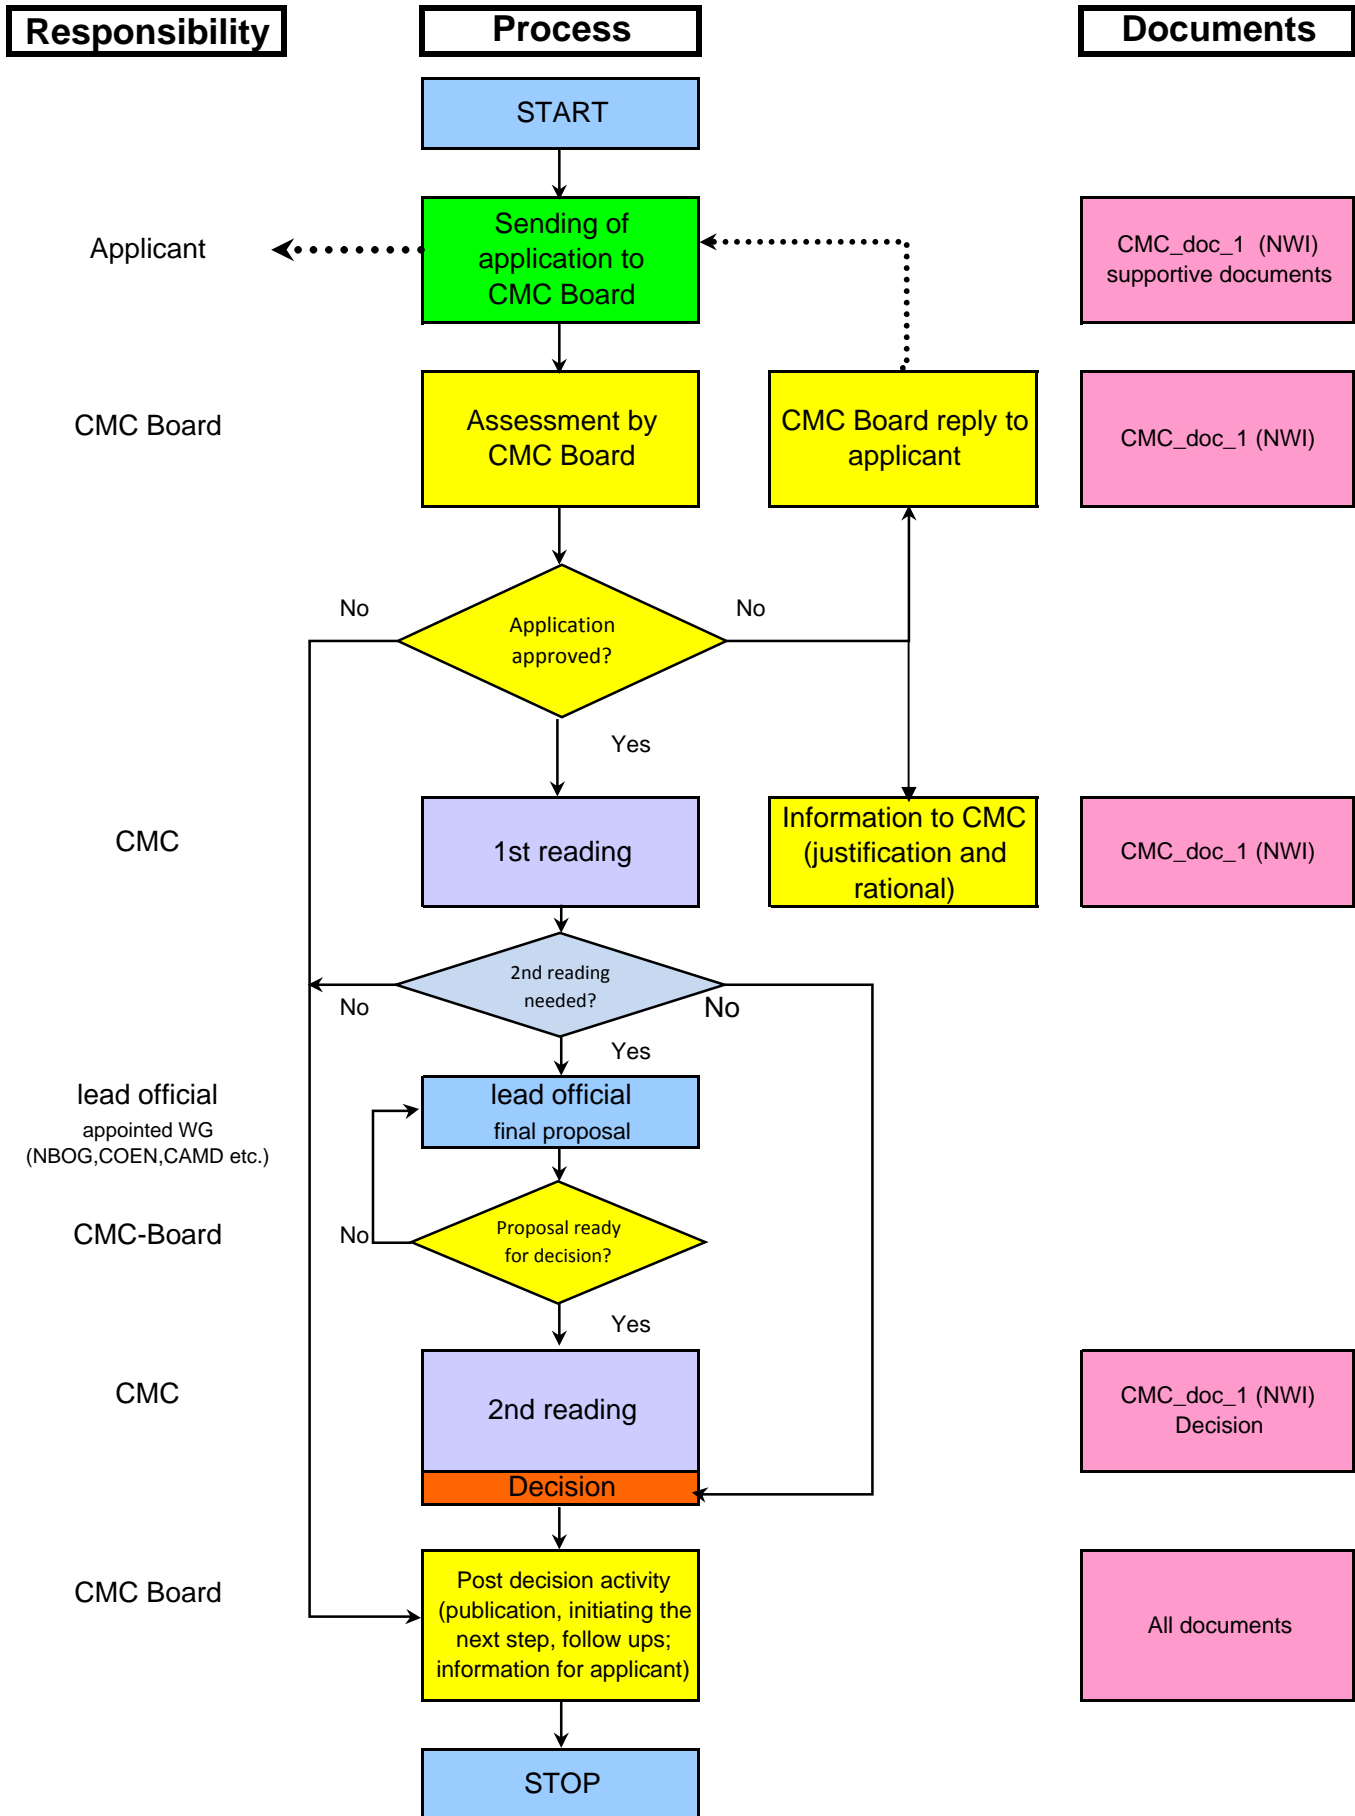 Responsibility
Process
Documents
START
Applicant
Sending of
application to
CMC Board
CMC_doc_1 (NWI)
supportive documents
CMC Board
Assessment by
CMC Board
CMC Board reply to
applicant
CMC_doc_1 (NWI)
No
Application
approved?
No
Yes
CMC
1st reading
Information to CMC
(justification and
rational)
CMC_doc_1 (NWI)
2nd reading
needed?
No
No
Yes
lead official
appointed WG
(NBOG,COEN,CAMD etc.)
lead official
final proposal
CMC-Board
No
Proposal ready
for decision?
Yes
CMC
2nd reading
CMC_doc_1 (NWI)
Decision
Decision
CMC Board
Post decision activity
(publication, initiating the
next step, follow ups;
information for applicant)
All documents
STOP